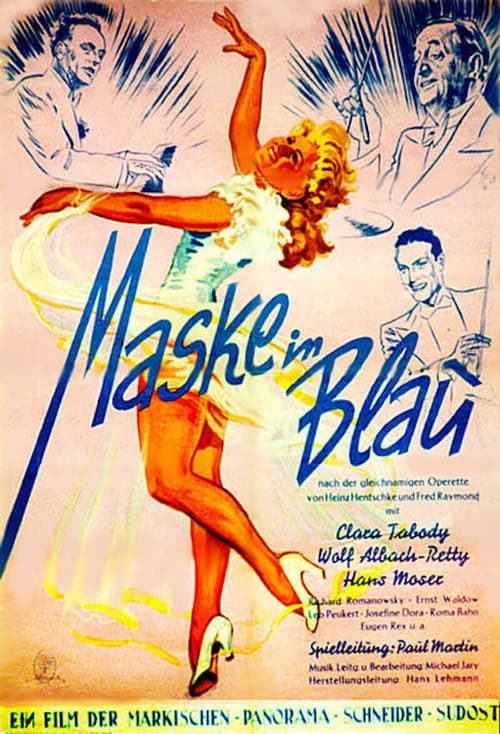 Maske in
Blau
nach der gleichnamigen Operette
von Heinz Hentschke und Fred Raymond
mit
Clara Tabody
Wolf Albach-Retty
Hans Moser
Richard Romanowsky - Ernst Waldow
Leo Peukert - Josefine Dora - Roma Bahn
Eugen Rex u. a.
Spielleitung: Paul Martin
Musik. Leitg u Bearbeitung: Michael Jary
Herstellungsleitung: Hans Lehmann
EIN FILM DER MÄRKISCHEN - PANORAMA - SCHNEIDER - SÜDOST